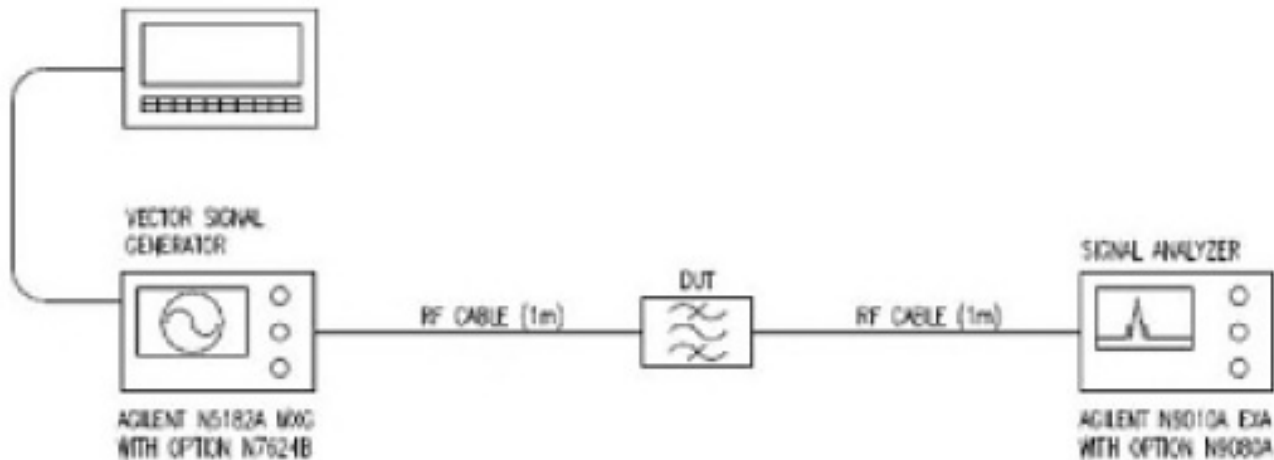 VECTOR SIGNAL
GENERATOR
AGILENT N5182A MXG
WITH OPTION N7624B
RF CABLE (1m)
DUT
RF CABLE (1m)
SIGNAL ANALYZER
AGILENT N9010A EXA
WITH OPTION N9080A